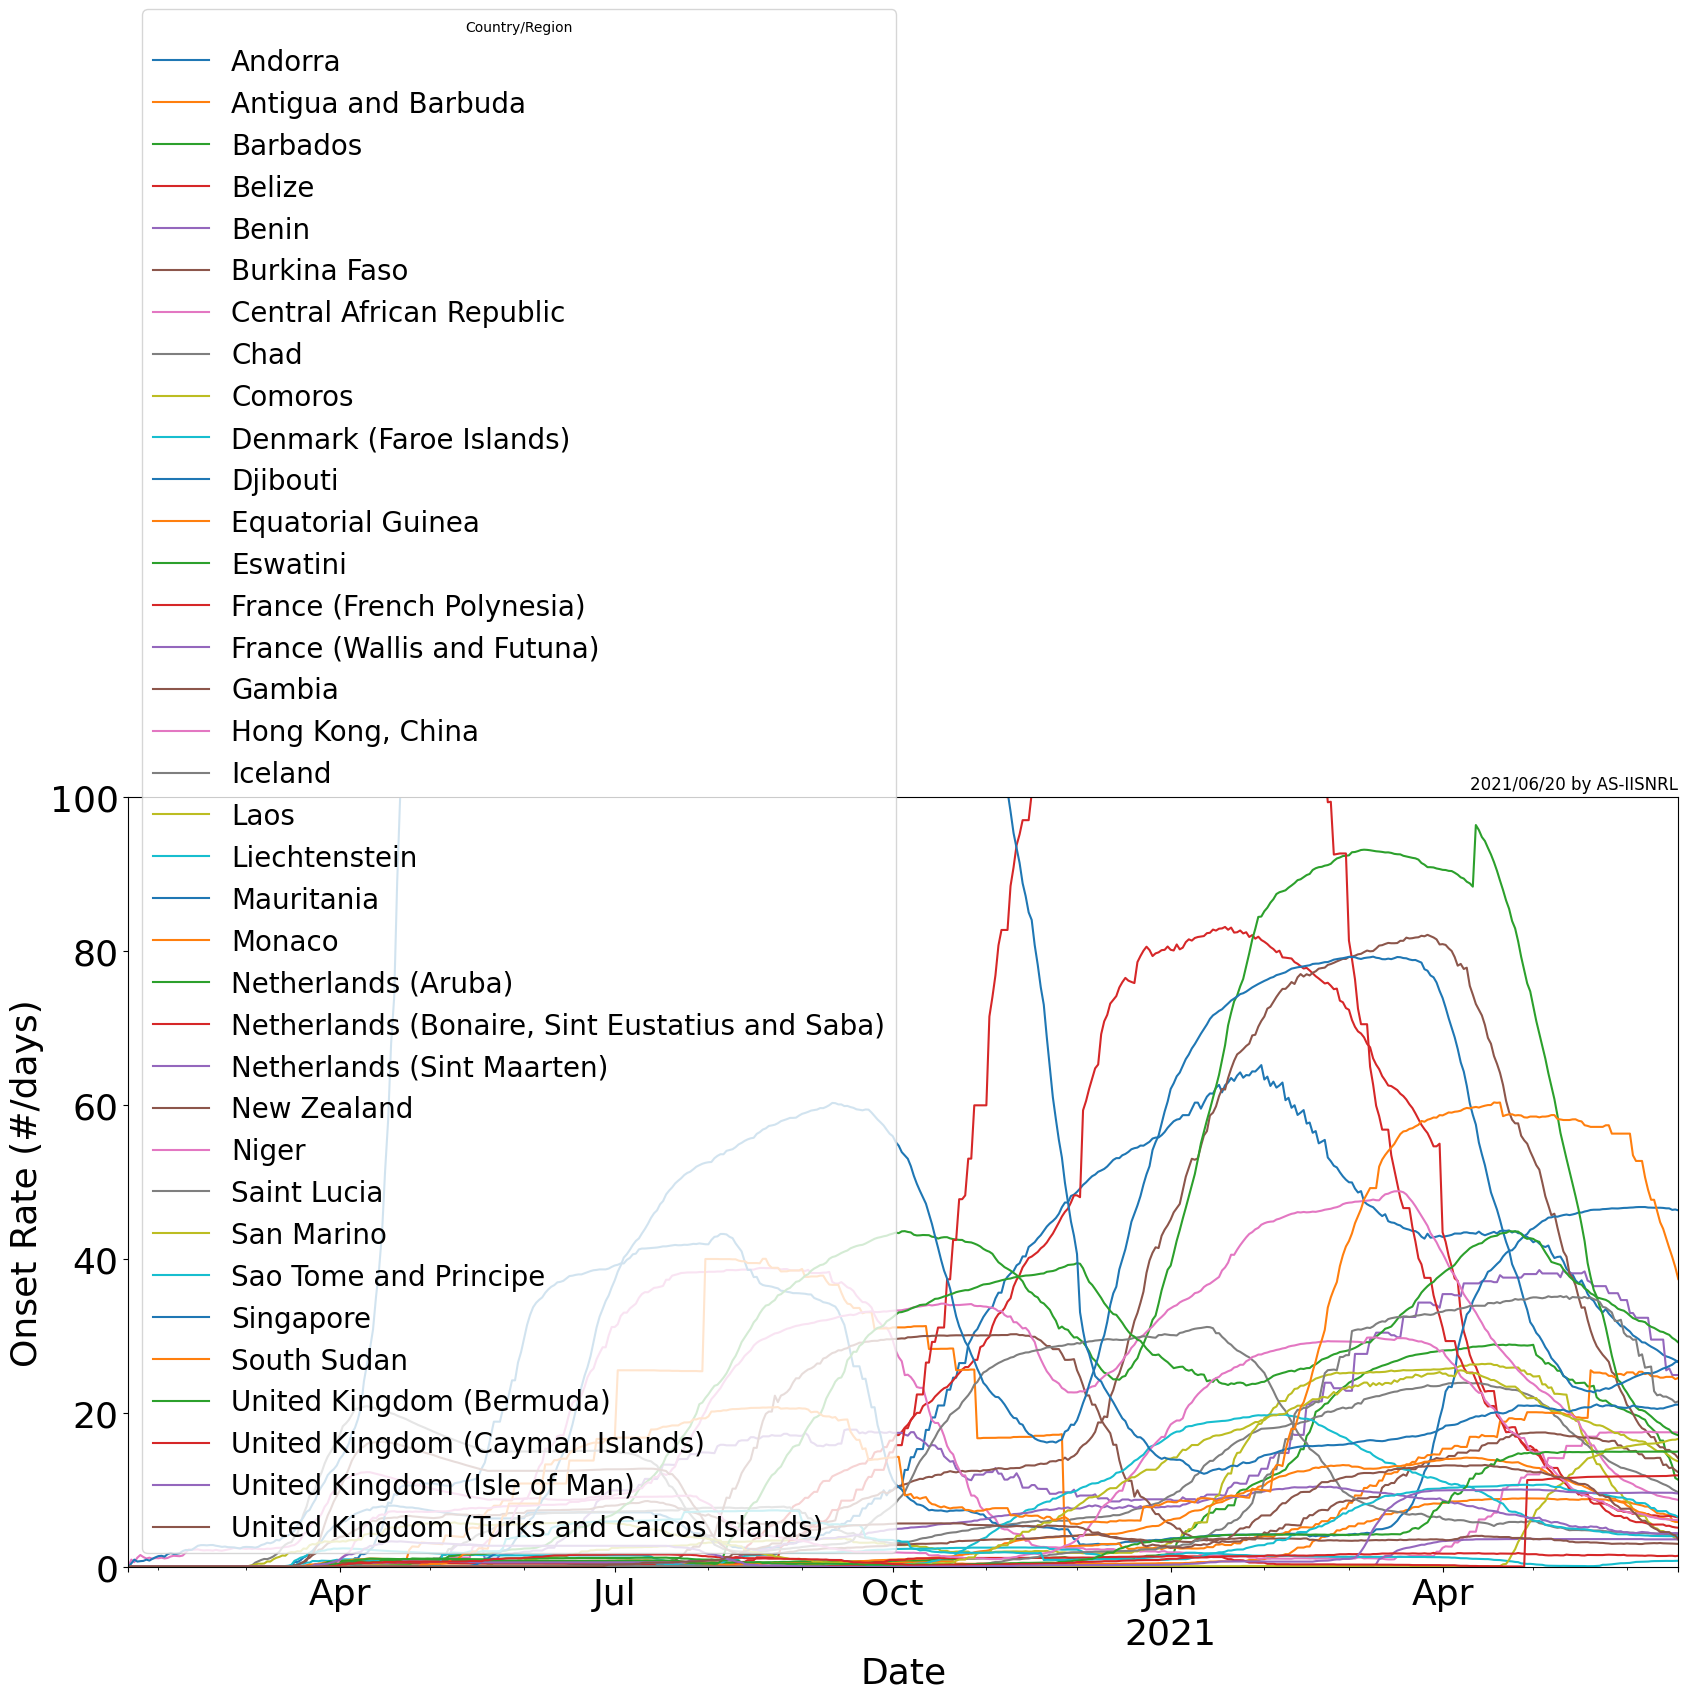 Country/Region
Andorra
Antigua and Barbuda
Barbados
Belize
Benin
Burkina Faso
Central African Republic
Chad
Comoros
Denmark (Faroe Islands)
Djibouti
Equatorial Guinea
Eswatini
France (French Polynesia)
France (Wallis and Futuna)
Gambia
Hong Kong, China
Iceland
Laos
Liechtenstein
Mauritania
Monaco
Netherlands (Aruba)
Netherlands (Bonaire, Sint Eustatius and Saba)
Netherlands (Sint Maarten)
New Zealand
Niger
Saint Lucia
San Marino
Sao Tome and Principe
Singapore
South Sudan
United Kingdom (Bermuda)
United Kingdom (Cayman Islands)
United Kingdom (Isle of Man)
United Kingdom (Turks and Caicos Islands)
2021/06/20 by AS-IISNRL
100
80
60
40
20
0
Onset Rate (#/days)
Apr
Jul
Oct
Jan
2021
Apr
Date